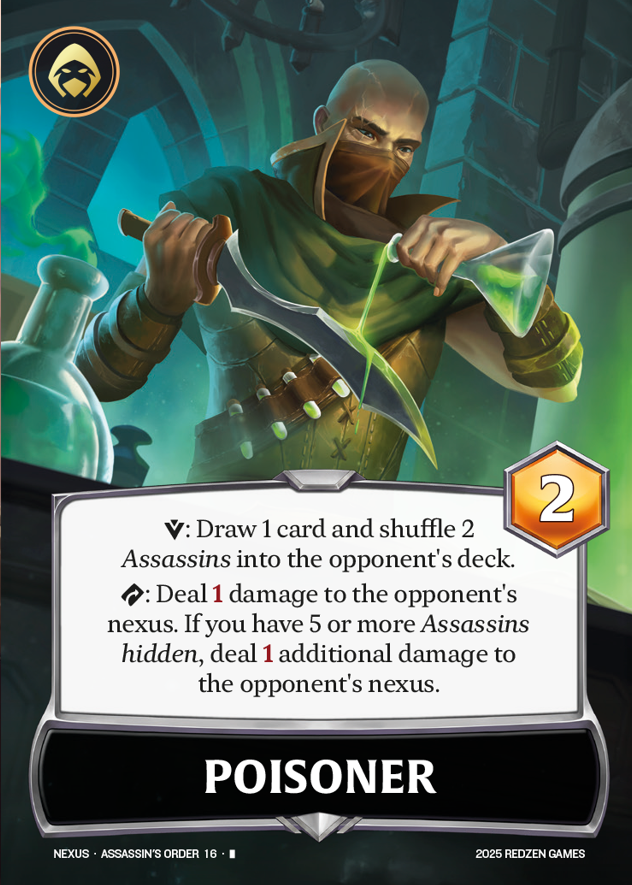 2
: Draw 1 card and shuffle 2
Assassins into the opponent's deck.
: Deal 1 damage to the opponent's
nexus. If you have 5 or more Assassins
hidden, deal 1 additional damage to
the opponent's nexus.
POISONER
NEXUS · ASSASSIN'S ORDER 16 ·
2025 REDZEN GAMES